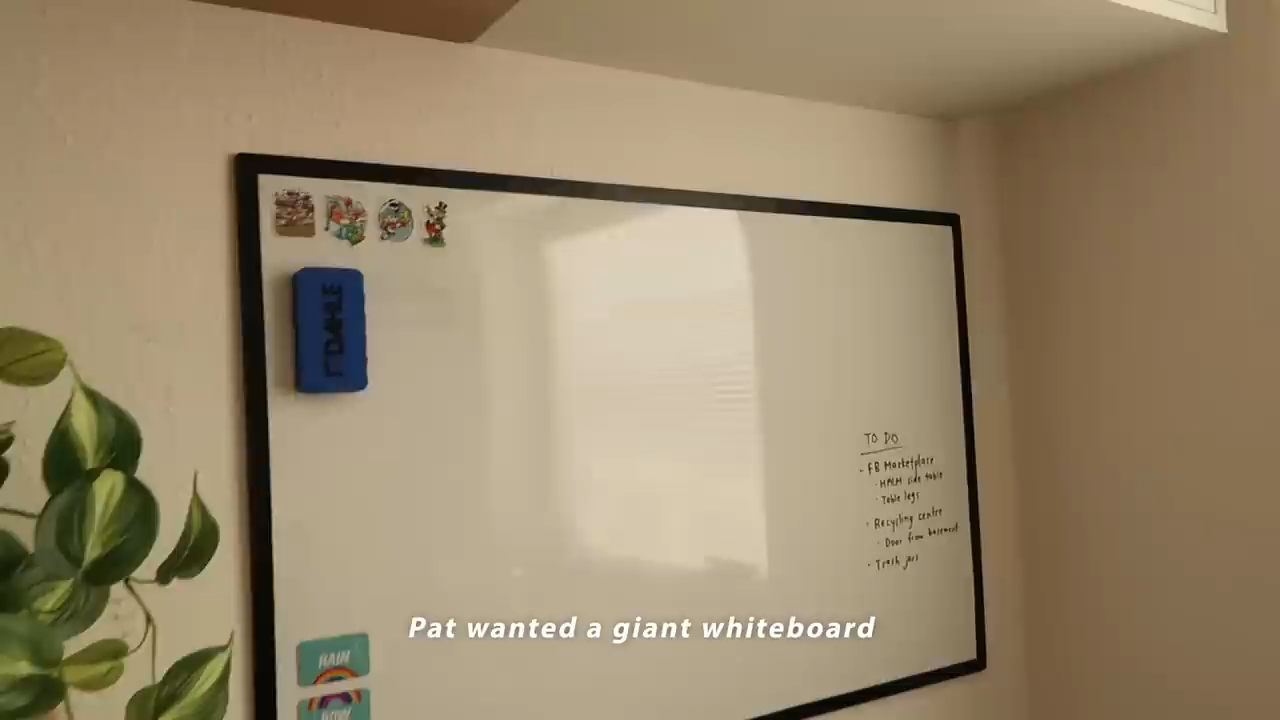 DAHLE
TO DO
- FB Marketplace
- H&M side table
- Table legs
- Recycling centre
- Door from basement
- Trash jars
Pat wanted a giant whiteboard
RAIN
BOW